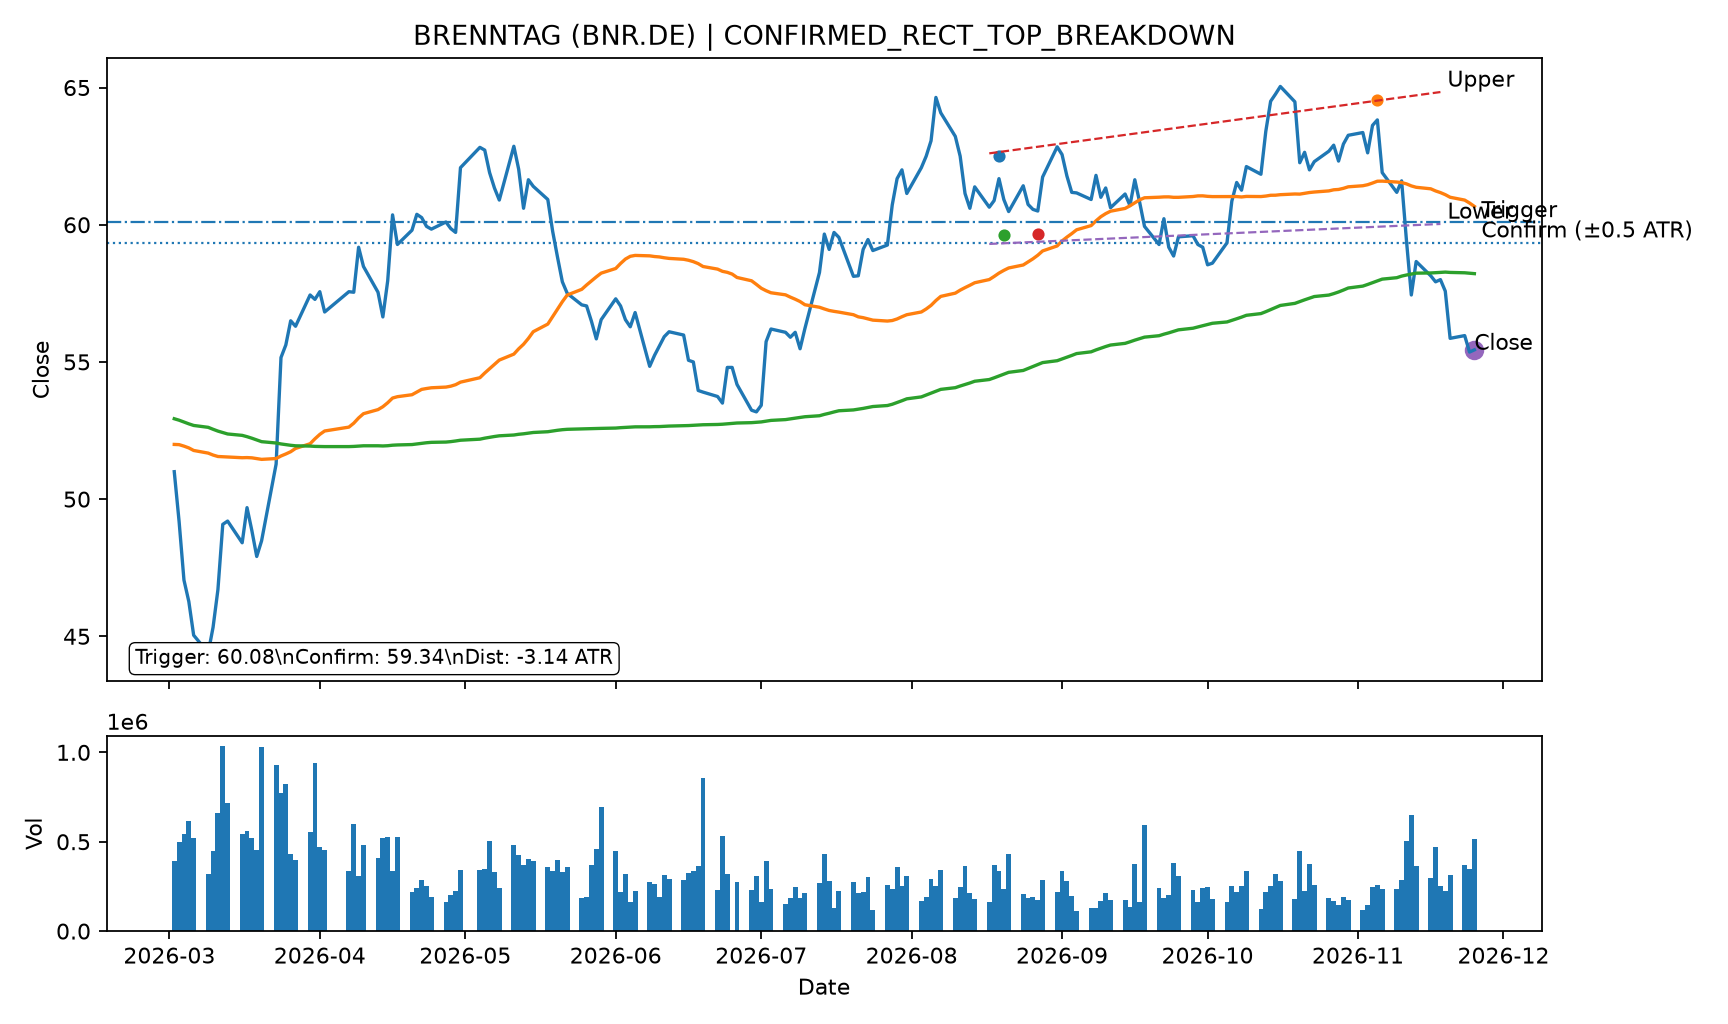 BRENNTAG (BNR.DE) | CONFIRMED_RECT_TOP_BREAKDOWN
Close
65
60
55
50
45
Upper
Lower
Trigger
Confirm (±0.5 ATR)
Close
Trigger: 60.08\nConfirm: 59.34\nDist: -3.14 ATR
1e6
Vol
1.0
0.5
0.0
2026-03 2026-04 2026-05 2026-06 2026-07 2026-08 2026-09 2026-10 2026-11 2026-12
Date